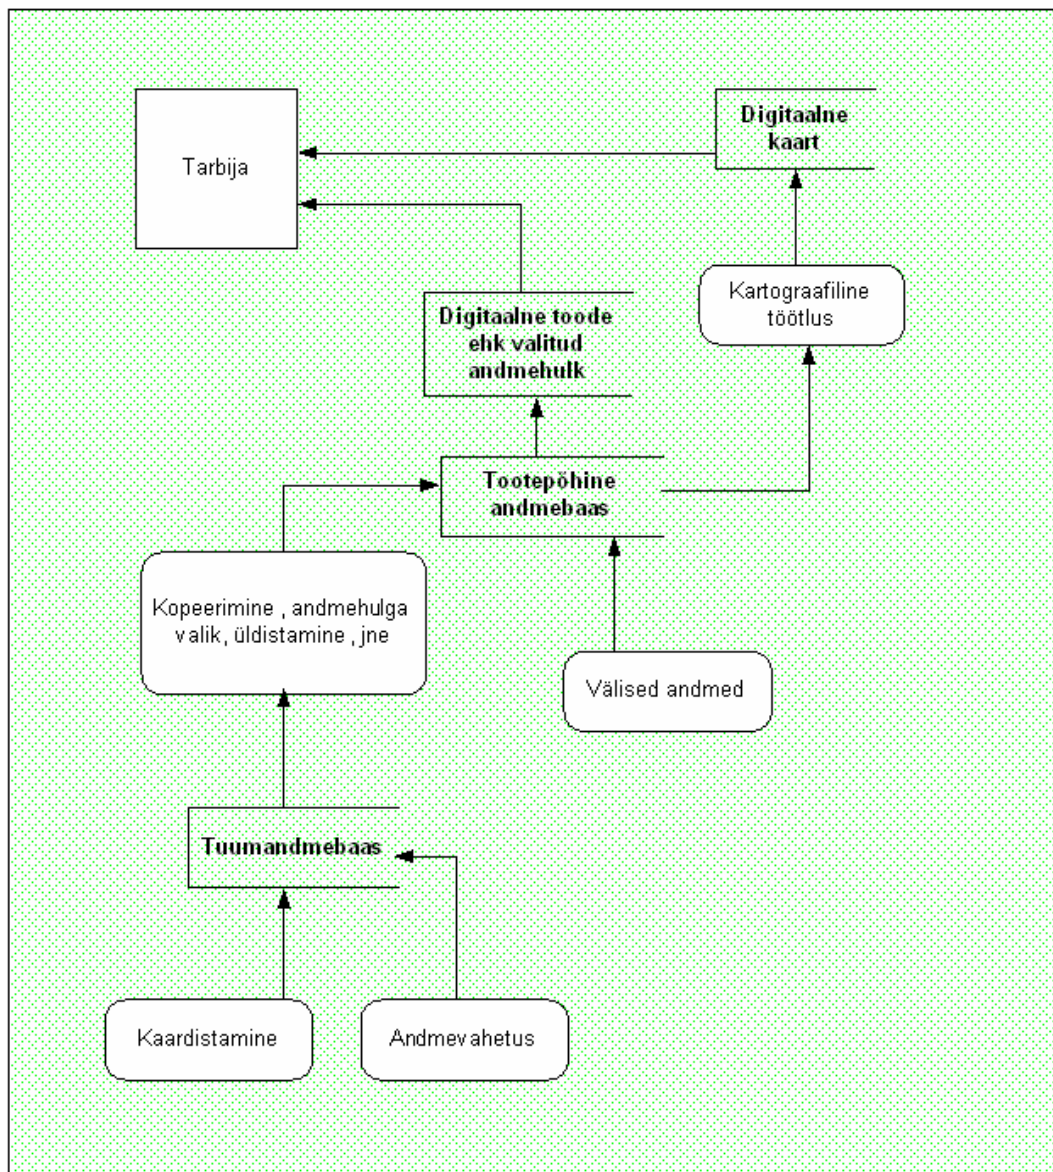 Digitaalne
kaart
Tarbija
Kartograafiline
töötlus
Digitaalne toode
ehk valitud
andmehulk
Tootepõhine
andmebaas
Kopeerimine , andmehulga
valik, üldistamine , jne
Välised andmed
Tuumandmebaas
Kaardistamine
Andmevahetus